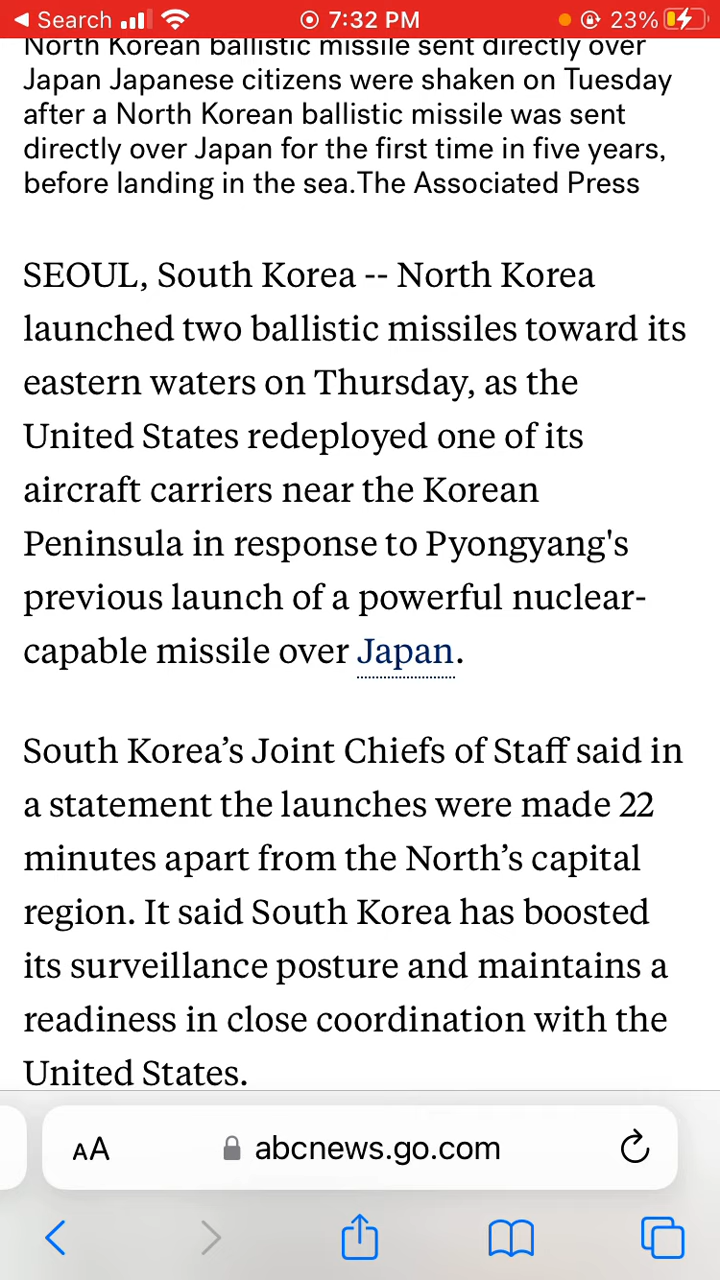 Search 7:32 PM 23%
North Korean ballistic missile sent directly over
Japan Japanese citizens were shaken on Tuesday
after a North Korean ballistic missile was sent
directly over Japan for the first time in five years,
before landing in the sea.The Associated Press
SEOUL, South Korea -- North Korea
launched two ballistic missiles toward its
eastern waters on Thursday, as the
United States redeployed one of its
aircraft carriers near the Korean
Peninsula in response to Pyongyang's
previous launch of a powerful nuclear-
capable missile over Japan.
South Korea’s Joint Chiefs of Staff said in
a statement the launches were made 22
minutes apart from the North’s capital
region. It said South Korea has boosted
its surveillance posture and maintains a
readiness in close coordination with the
United States.
AA abcnews.go.com